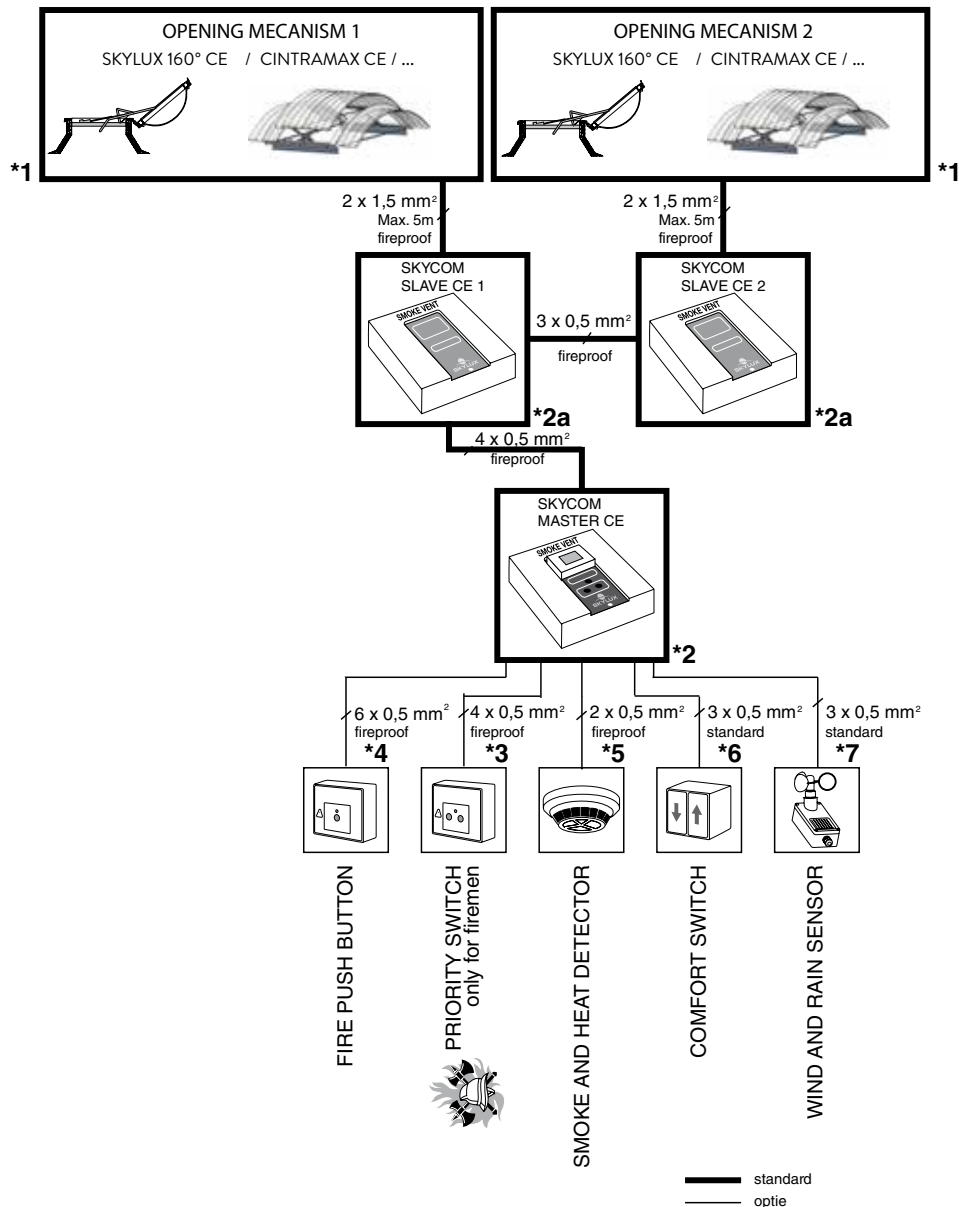 OPENING MECANISM 1
SKYLUX 160° CE / CINTRAMAX CE / ...
*1
OPENING MECANISM 2
SKYLUX 160° CE / CINTRAMAX CE / ...
*1
2 x 1,5 mm²
Max. 5m
fireproof
2 x 1,5 mm²
Max. 5m
fireproof
SKYCOM
SLAVE CE 1
SMOKE VENT
SKYLUX
*2a
3 x 0,5 mm²
fireproof
SKYCOM
SLAVE CE 2
SMOKE VENT
SKYLUX
*2a
4 x 0,5 mm²
fireproof
SKYCOM
MASTER CE
SMOKE VENT
SKYLUX
*2
6 x 0,5 mm²
fireproof
*4
4 x 0,5 mm²
fireproof
*3
2 x 0,5 mm²
fireproof
*5
3 x 0,5 mm²
standard
*6
3 x 0,5 mm²
standard
*7
FIRE PUSH BUTTON
PRIORITY SWITCH
only for firemen
SMOKE AND HEAT DETECTOR
COMFORT SWITCH
WIND AND RAIN SENSOR
standard
optie